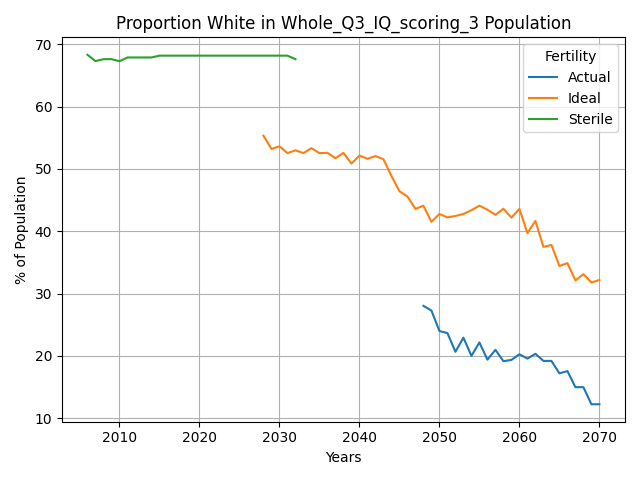 Proportion White in Whole_Q3_IQ_scoring_3 Population
70
60
50
40
30
20
10
% of Population
Fertility
Actual
Ideal
Sterile
2010
2020
2030
2040
2050
2060
2070
Years